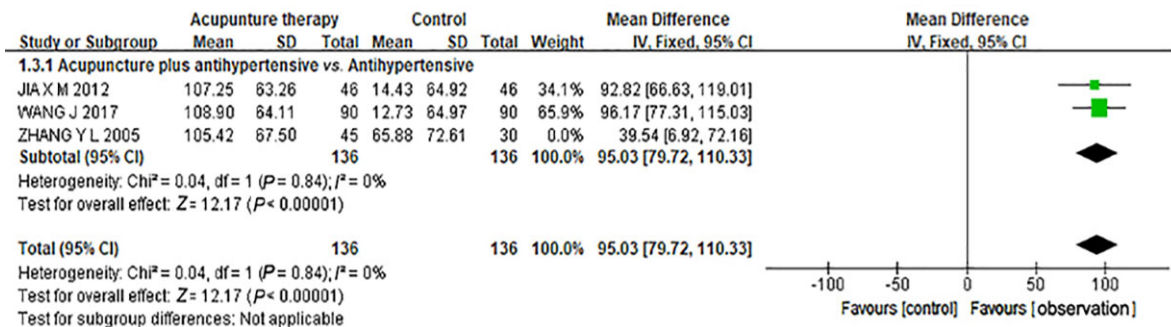 Acupunture therapy Control Mean Difference Mean Difference
Study or Subgroup Mean SD Total Mean SD Total Weight IV, Fixed, 95% CI IV, Fixed, 95% CI
1.3.1 Acupuncture plus antihypertensive vs. Antihypertensive
JIA X M 2012 107.25 63.26 46 14.43 64.92 46 34.1% 92.82 [66.63, 119.01]
WANG J 2017 108.90 64.11 90 12.73 64.97 90 65.9% 96.17 [77.31, 115.03]
ZHANG Y L 2005 105.42 67.50 45 65.88 72.61 30 0.0% 39.54 [6.92, 72.16]
Subtotal (95% CI) 136 136 100.0% 95.03 [79.72, 110.33]
Heterogeneity: Chi² = 0.04, df = 1 (P = 0.84); I² = 0%
Test for overall effect: Z = 12.17 (P < 0.00001)
Total (95% CI) 136 136 100.0% 95.03 [79.72, 110.33]
Heterogeneity: Chi² = 0.04, df = 1 (P = 0.84); I² = 0%
Test for overall effect: Z = 12.17 (P < 0.00001)
Test for subgroup differences: Not applicable
-100 -50 0 50 100
Favours [control] Favours [observation]